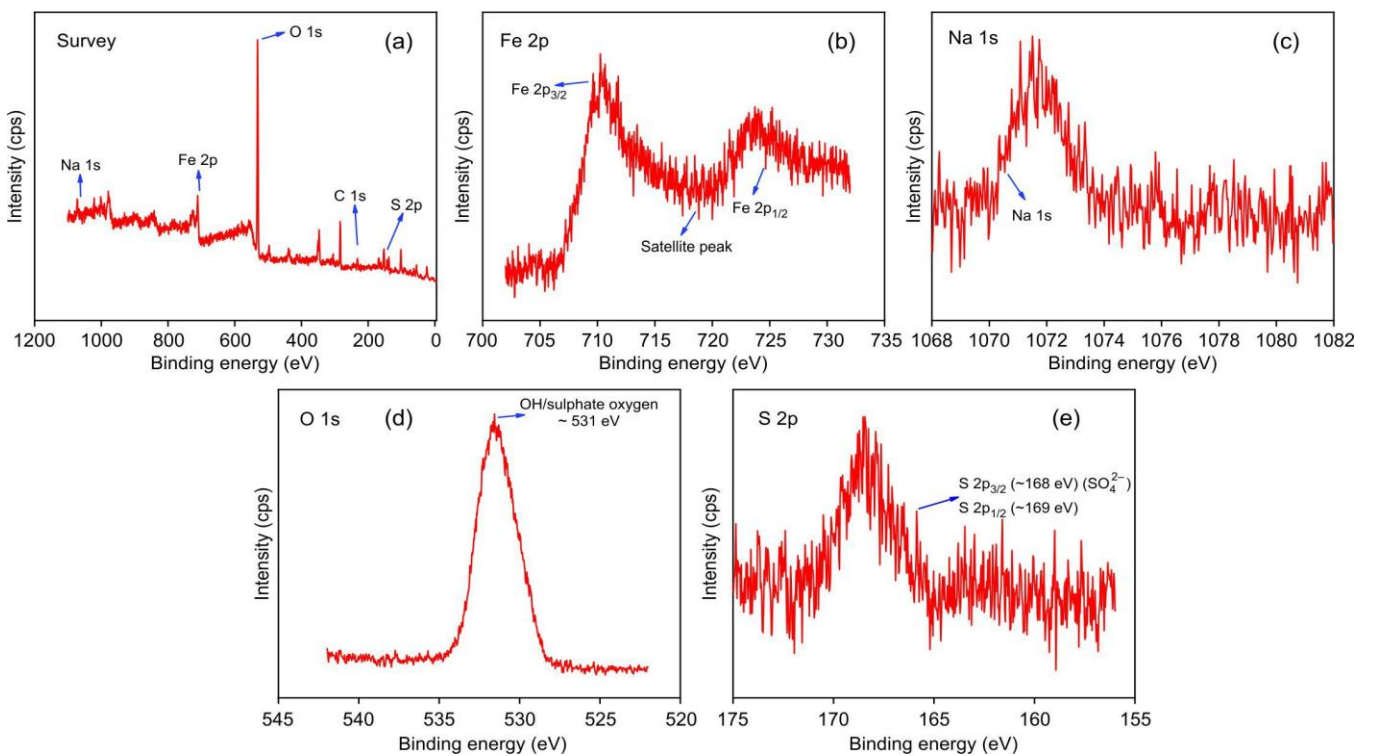 Survey
(a)
O 1s
Na 1s
Fe 2p
C 1s
S 2p
Intensity (cps)
1200 1000 800 600 400 200 0
Binding energy (eV)
Fe 2p
(b)
Fe 2p3/2
Satellite peak
Fe 2p1/2
Intensity (cps)
700 705 710 715 720 725 730 735
Binding energy (eV)
Na 1s
(c)
Na 1s
Intensity (cps)
1068 1070 1072 1074 1076 1078 1080 1082
Binding energy (eV)
O 1s
(d)
OH/sulphate oxygen
~ 531 eV
Intensity (cps)
545 540 535 530 525 520
Binding energy (eV)
S 2p
(e)
S 2p3/2 (~168 eV) (SO4 2−)
S 2p1/2 (~169 eV)
Intensity (cps)
175 170 165 160 155
Binding energy (eV)